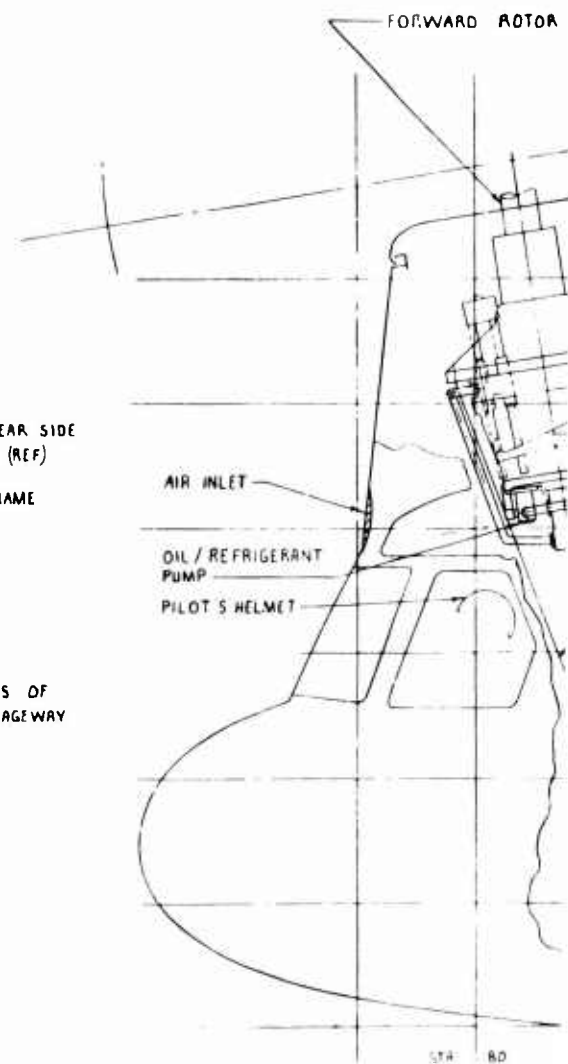 FORWARD ROTOR
EAR SIDE
(REF)
AME
AIR INLET
OIL / REFRIGERANT
PUMP
PILOT S HELMET
S OF
AGEWAY
STA 80